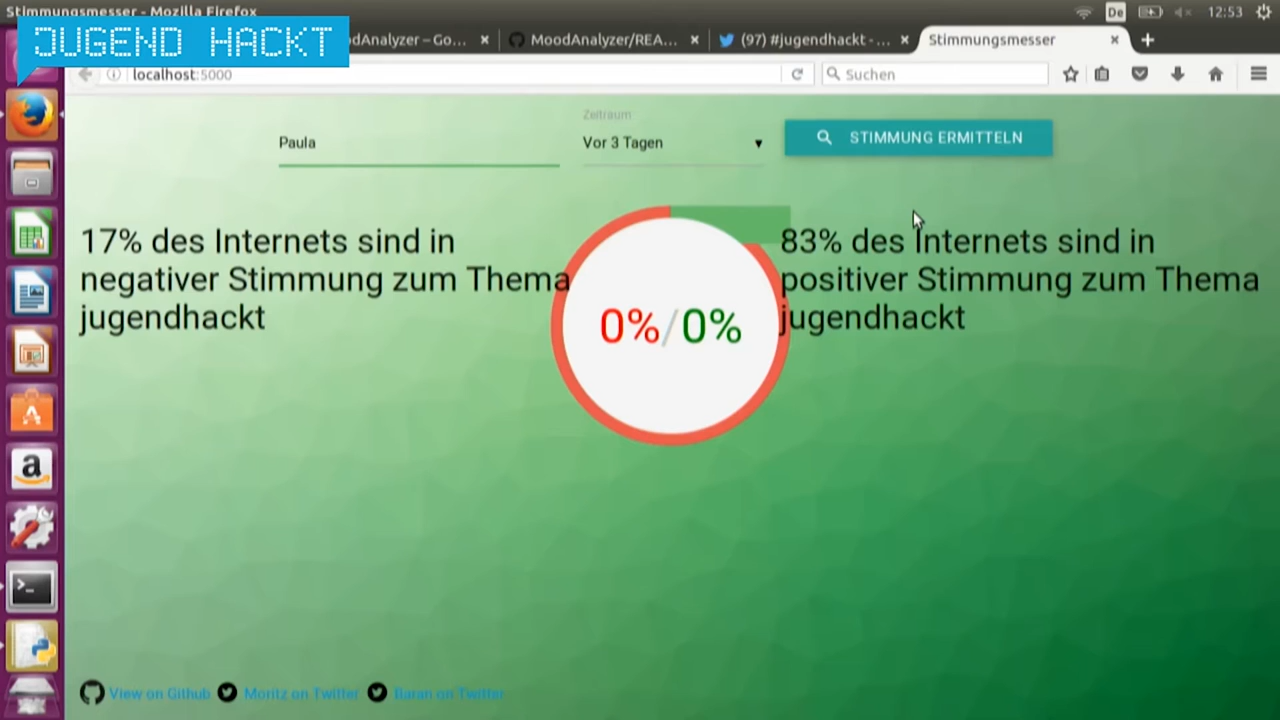 Stimmungsmesser - Mozilla Firefox
De
12:53
JUGEND HACKT
odAnalyzer – Go...
MoodAnalyzer/REA...
(97) #jugendhackt - ...
Stimmungsmesser
localhost:5000
Suchen
Zeitraum
Paula
Vor 3 Tagen
STIMMUNG ERMITTELN
17% des Internets sind in
negativer Stimmung zum Thema
jugendhackt
0%/0%
83% des Internets sind in
positiver Stimmung zum Thema
jugendhackt
View on Github
Moritz on Twitter
Baran on Twitter